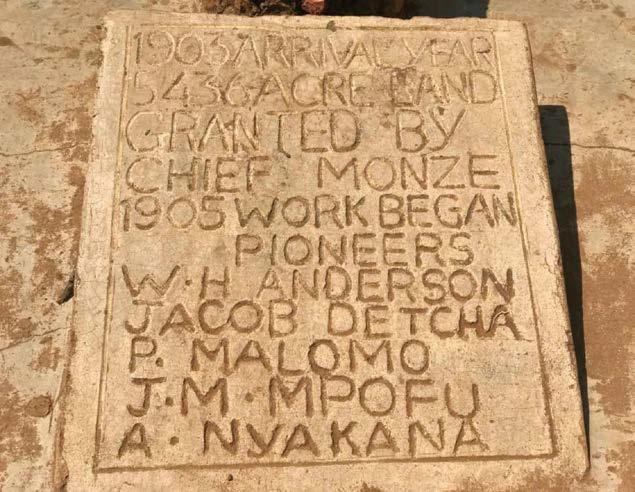 1903 ARRIVAL YEAR
5436 ACRE LAND
GRANTED BY
CHIEF MONZE
1905 WORK BEGAN
PIONEERS
W. H ANDERSON
JACOB DETCHA
P. MALOMO
J. M. MPOFU
A. NYAKANA